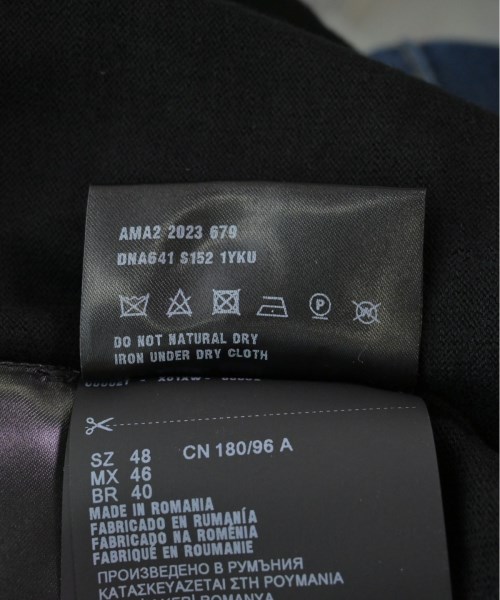 AMA2 2023 679
DNA641 S152 1YKU
P
W
DO NOT NATURAL DRY
IRON UNDER DRY CLOTH
SZ 48 CN 180/96 A
MX 46
BR 40
MADE IN ROMANIA
FABRICADO EN RUMANÍA
FABRICADO NA ROMÊNIA
FABRIQUÉ EN ROUMANIE
ПРОИЗВЕДЕНО В РУМЪНИЯ
ΚΑΤΑΣΚΕΥΑΖΕΤΑΙ ΣΤΗ ΡΟΥΜΑΝΙΑ